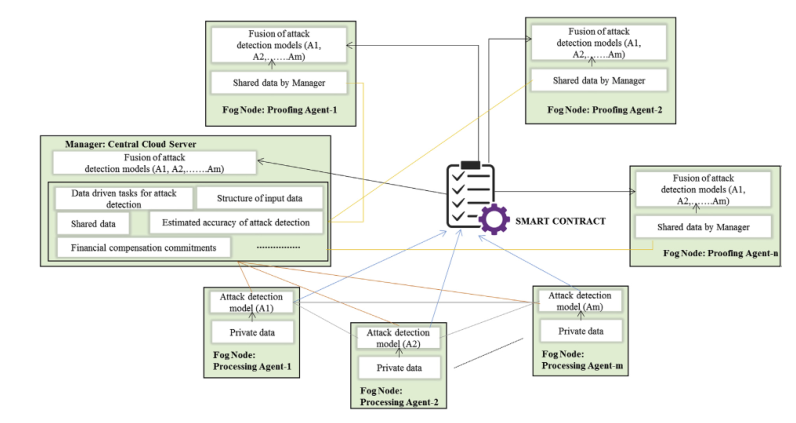 Fusion of attack
detection models (A1,
A2,…….Am)
Shared data by Manager
Fog Node: Proofing Agent-1
Fusion of attack
detection models (A1,
A2,…….Am)
Shared data by Manager
Fog Node: Proofing Agent-2
Manager: Central Cloud Server
Fusion of attack
detection models (A1, A2,…….Am)
Data driven tasks for attack
detection
Structure of input data
Shared data
Estimated accuracy of attack detection
Financial compensation commitments
................
SMART CONTRACT
Fusion of attack
detection models (A1,
A2,…….Am)
Shared data by Manager
Fog Node: Proofing Agent-n
Attack detection
model (A1)
Private data
Fog Node:
Processing Agent-1
Attack detection
model (A2)
Private data
Fog Node:
Processing Agent-2
Attack detection
model (Am)
Private data
Fog Node:
Processing Agent-m